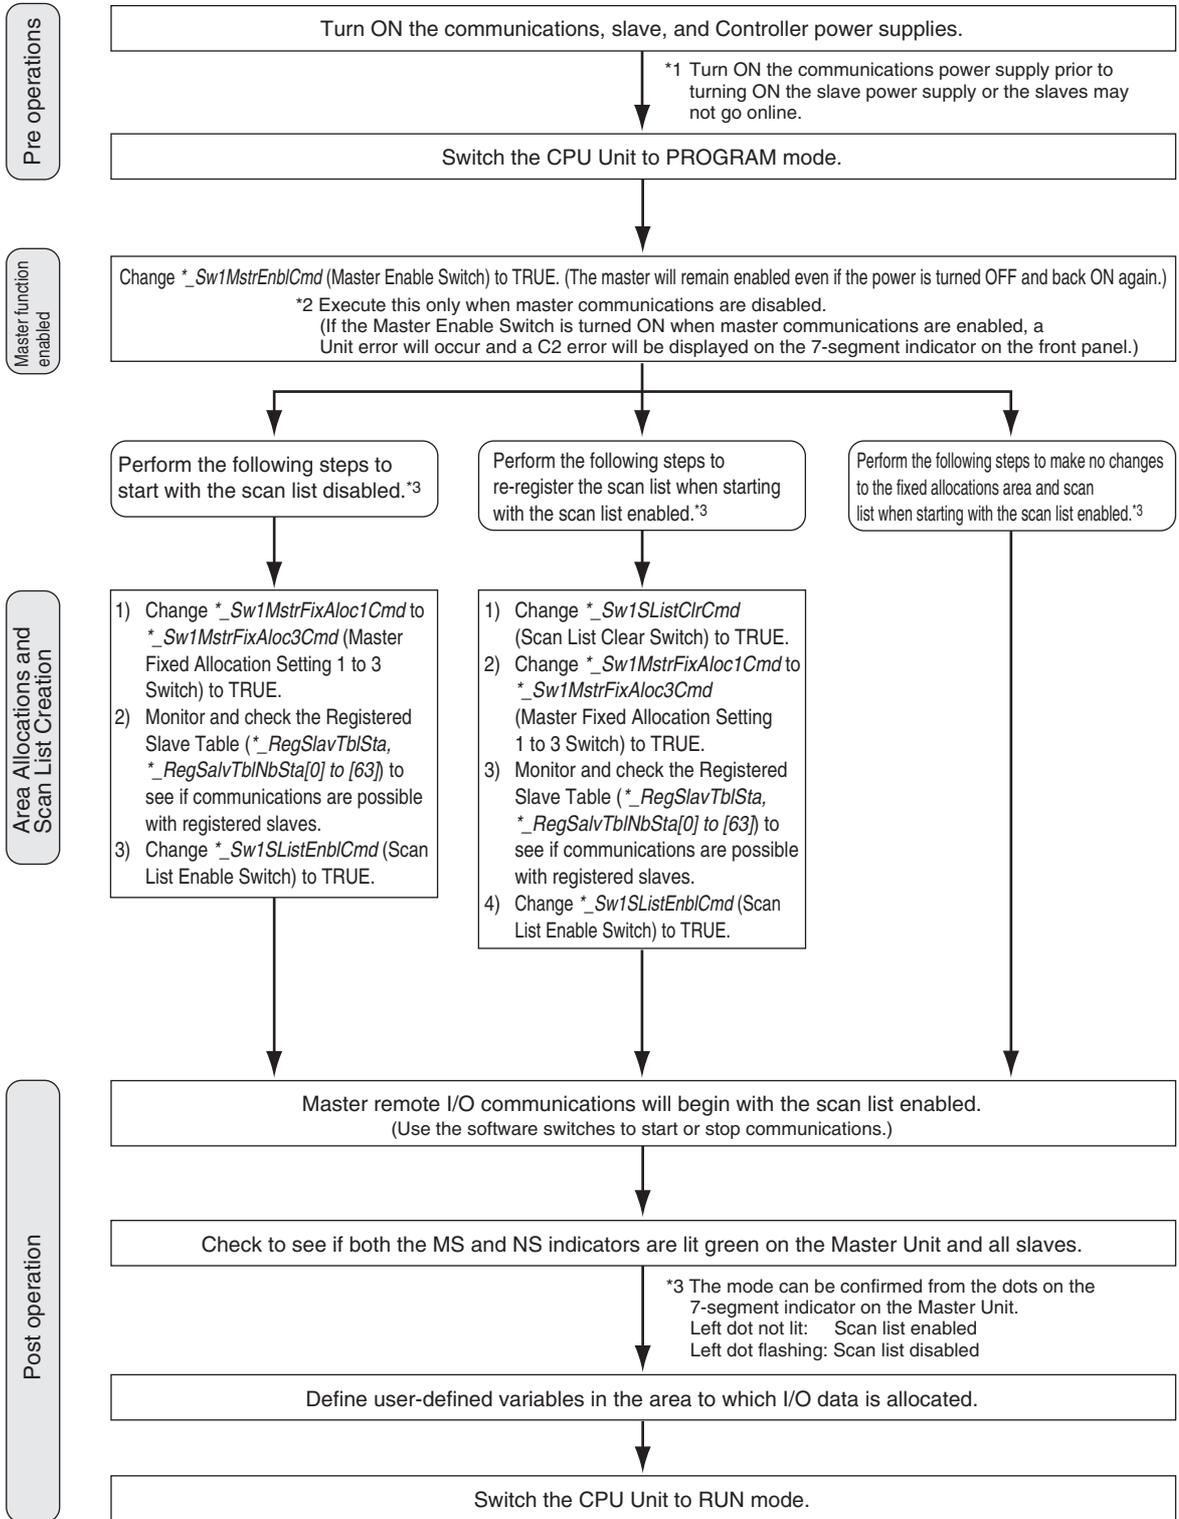 Pre operations
Turn ON the communications, slave, and Controller power supplies.
*1 Turn ON the communications power supply prior to
turning ON the slave power supply or the slaves may
not go online.
Switch the CPU Unit to PROGRAM mode.
Master function
enabled
Change *_Sw1MstrEnblCmd (Master Enable Switch) to TRUE. (The master will remain enabled even if the power is turned OFF and back ON again.)
*2 Execute this only when master communications are disabled.
(If the Master Enable Switch is turned ON when master communications are enabled, a
Unit error will occur and a C2 error will be displayed on the 7-segment indicator on the front panel.)
Perform the following steps to
start with the scan list disabled.*3
Perform the following steps to
re-register the scan list when starting
with the scan list enabled.*3
Perform the following steps to make no changes
to the fixed allocations area and scan
list when starting with the scan list enabled.*3
Area Allocations and
Scan List Creation
1) Change *_Sw1MstrFixAloc1Cmd to
*_Sw1MstrFixAloc3Cmd (Master
Fixed Allocation Setting 1 to 3
Switch) to TRUE.
2) Monitor and check the Registered
Slave Table (*_RegSlavTblSta,
*_RegSalvTblNbSta[0] to [63]) to
see if communications are possible
with registered slaves.
3) Change *_Sw1SListEnblCmd (Scan
List Enable Switch) to TRUE.
1) Change *_Sw1SListClrCmd
(Scan List Clear Switch) to TRUE.
2) Change *_Sw1MstrFixAloc1Cmd to
*_Sw1MstrFixAloc3Cmd
(Master Fixed Allocation Setting
1 to 3 Switch) to TRUE.
3) Monitor and check the Registered
Slave Table (*_RegSlavTblSta,
*_RegSalvTblNbSta[0] to [63]) to
see if communications are possible
with registered slaves.
4) Change *_Sw1SListEnblCmd (Scan
List Enable Switch) to TRUE.
Post operation
Master remote I/O communications will begin with the scan list enabled.
(Use the software switches to start or stop communications.)
Check to see if both the MS and NS indicators are lit green on the Master Unit and all slaves.
*3 The mode can be confirmed from the dots on the
7-segment indicator on the Master Unit.
Left dot not lit: Scan list enabled
Left dot flashing: Scan list disabled
Define user-defined variables in the area to which I/O data is allocated.
Switch the CPU Unit to RUN mode.